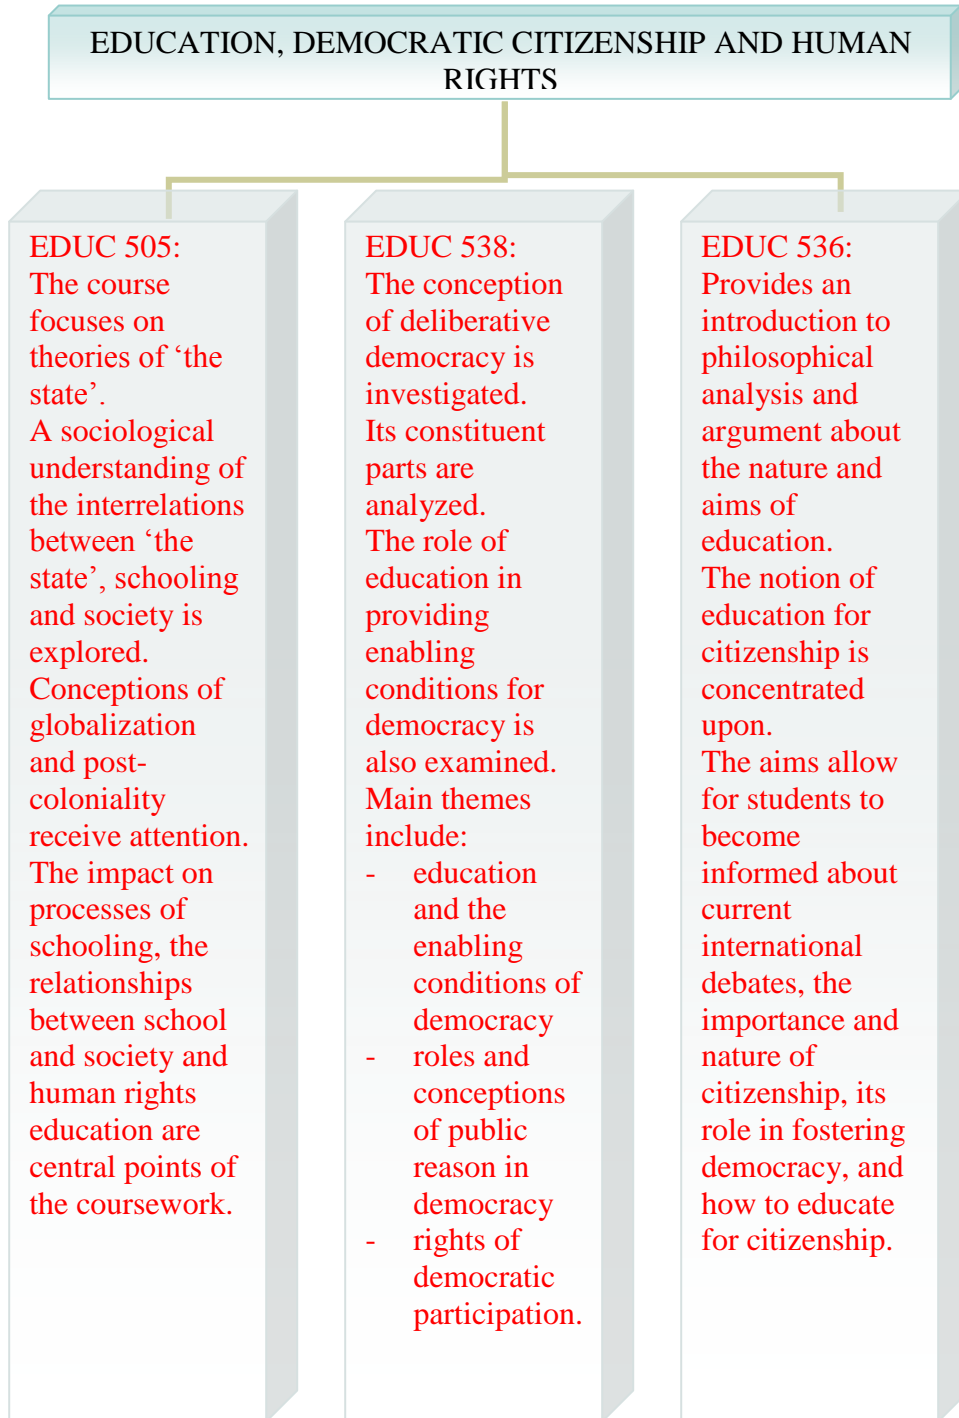 EDUCATION, DEMOCRATIC CITIZENSHIP AND HUMAN
RIGHTS
EDUC 505:
The course
focuses on
theories of ‘the
state’.
A sociological
understanding of
the interrelations
between ‘the
state’, schooling
and society is
explored.
Conceptions of
globalization
and post-
coloniality
receive attention.
The impact on
processes of
schooling, the
relationships
between school
and society and
human rights
education are
central points of
the coursework.
EDUC 538:
The conception
of deliberative
democracy is
investigated.
Its constituent
parts are
analyzed.
The role of
education in
providing
enabling
conditions for
democracy is
also examined.
Main themes
include:
- education
and the
enabling
conditions of
democracy
- roles and
conceptions
of public
reason in
democracy
- rights of
democratic
participation.
EDUC 536:
Provides an
introduction to
philosophical
analysis and
argument about
the nature and
aims of
education.
The notion of
education for
citizenship is
concentrated
upon.
The aims allow
for students to
become
informed about
current
international
debates, the
importance and
nature of
citizenship, its
role in fostering
democracy, and
how to educate
for citizenship.